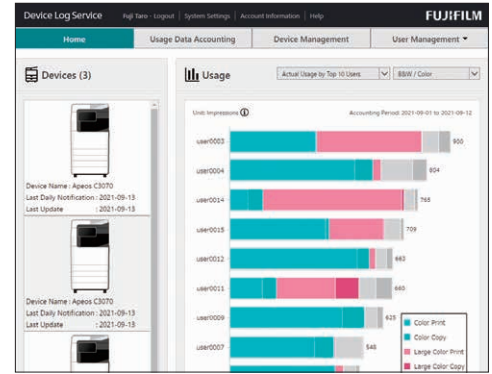 Device Log Service
Fuji Taro - Logout | System Settings | Account Information | Help
FUJIFILM
Home
Usage Data Accounting
Device Management
User Management
Devices (3)
Device Name : Apeos C3070
Last Daily Notification : 2021-09-13
Last Update : 2021-09-13
Device Name : Apeos C3070
Last Daily Notification : 2021-09-13
Last Update : 2021-09-13
Usage
Actual Usage by Top 10 Users
B&W / Color
Unit: Impressions
Accounting Period: 2021-09-01 to 2021-09-12
user0003 900
user0004 804
user0014 765
user0015 709
user0012
user0011
user0009 625
user0007 548
Color Print
Color Copy
Large Color Print
Large Color Copy